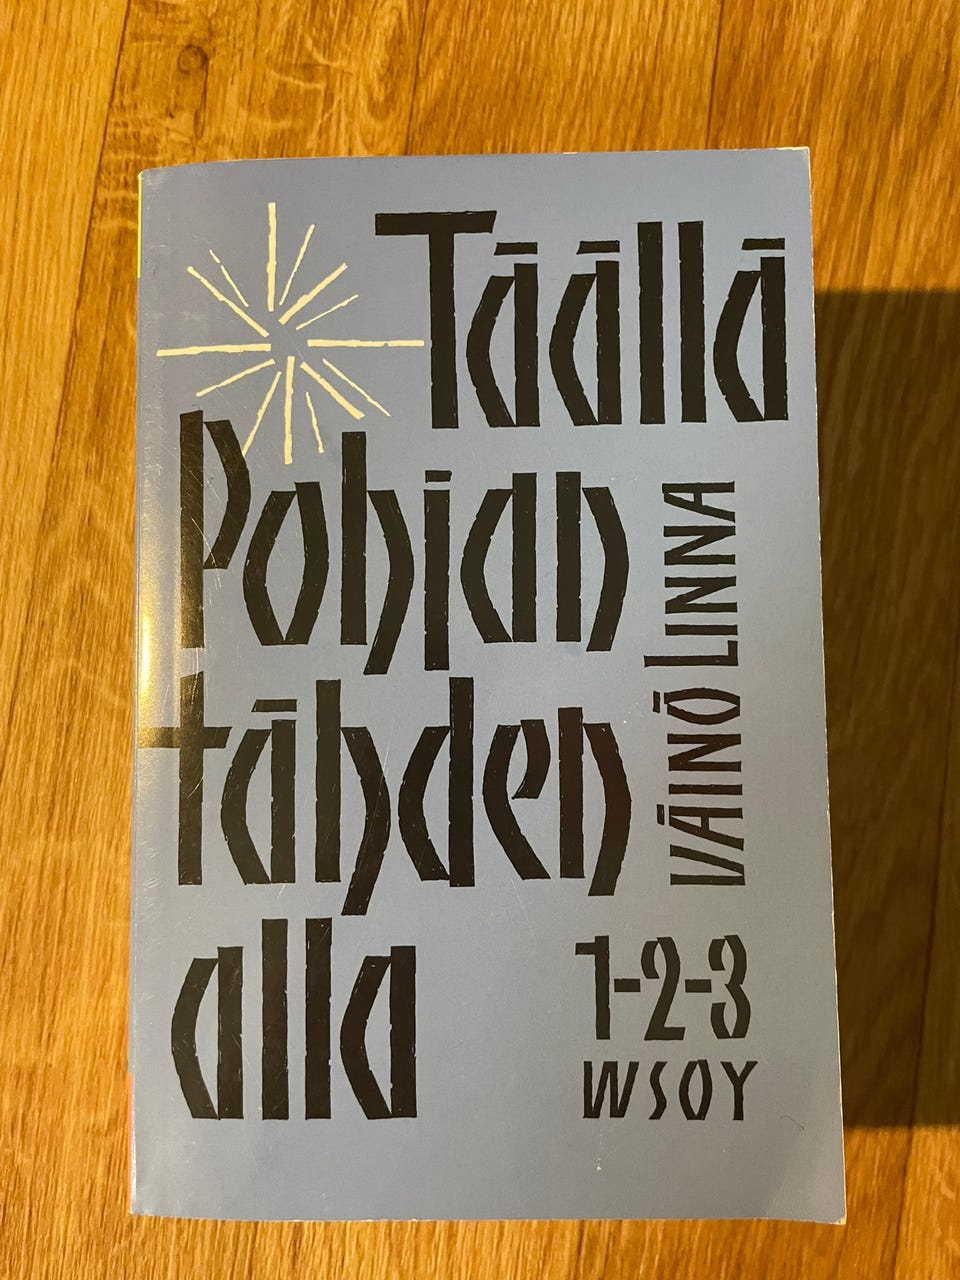 Täällä
Pohjan
tähden
alla
VÄINÖ LINNA
1-2-3
WSOY